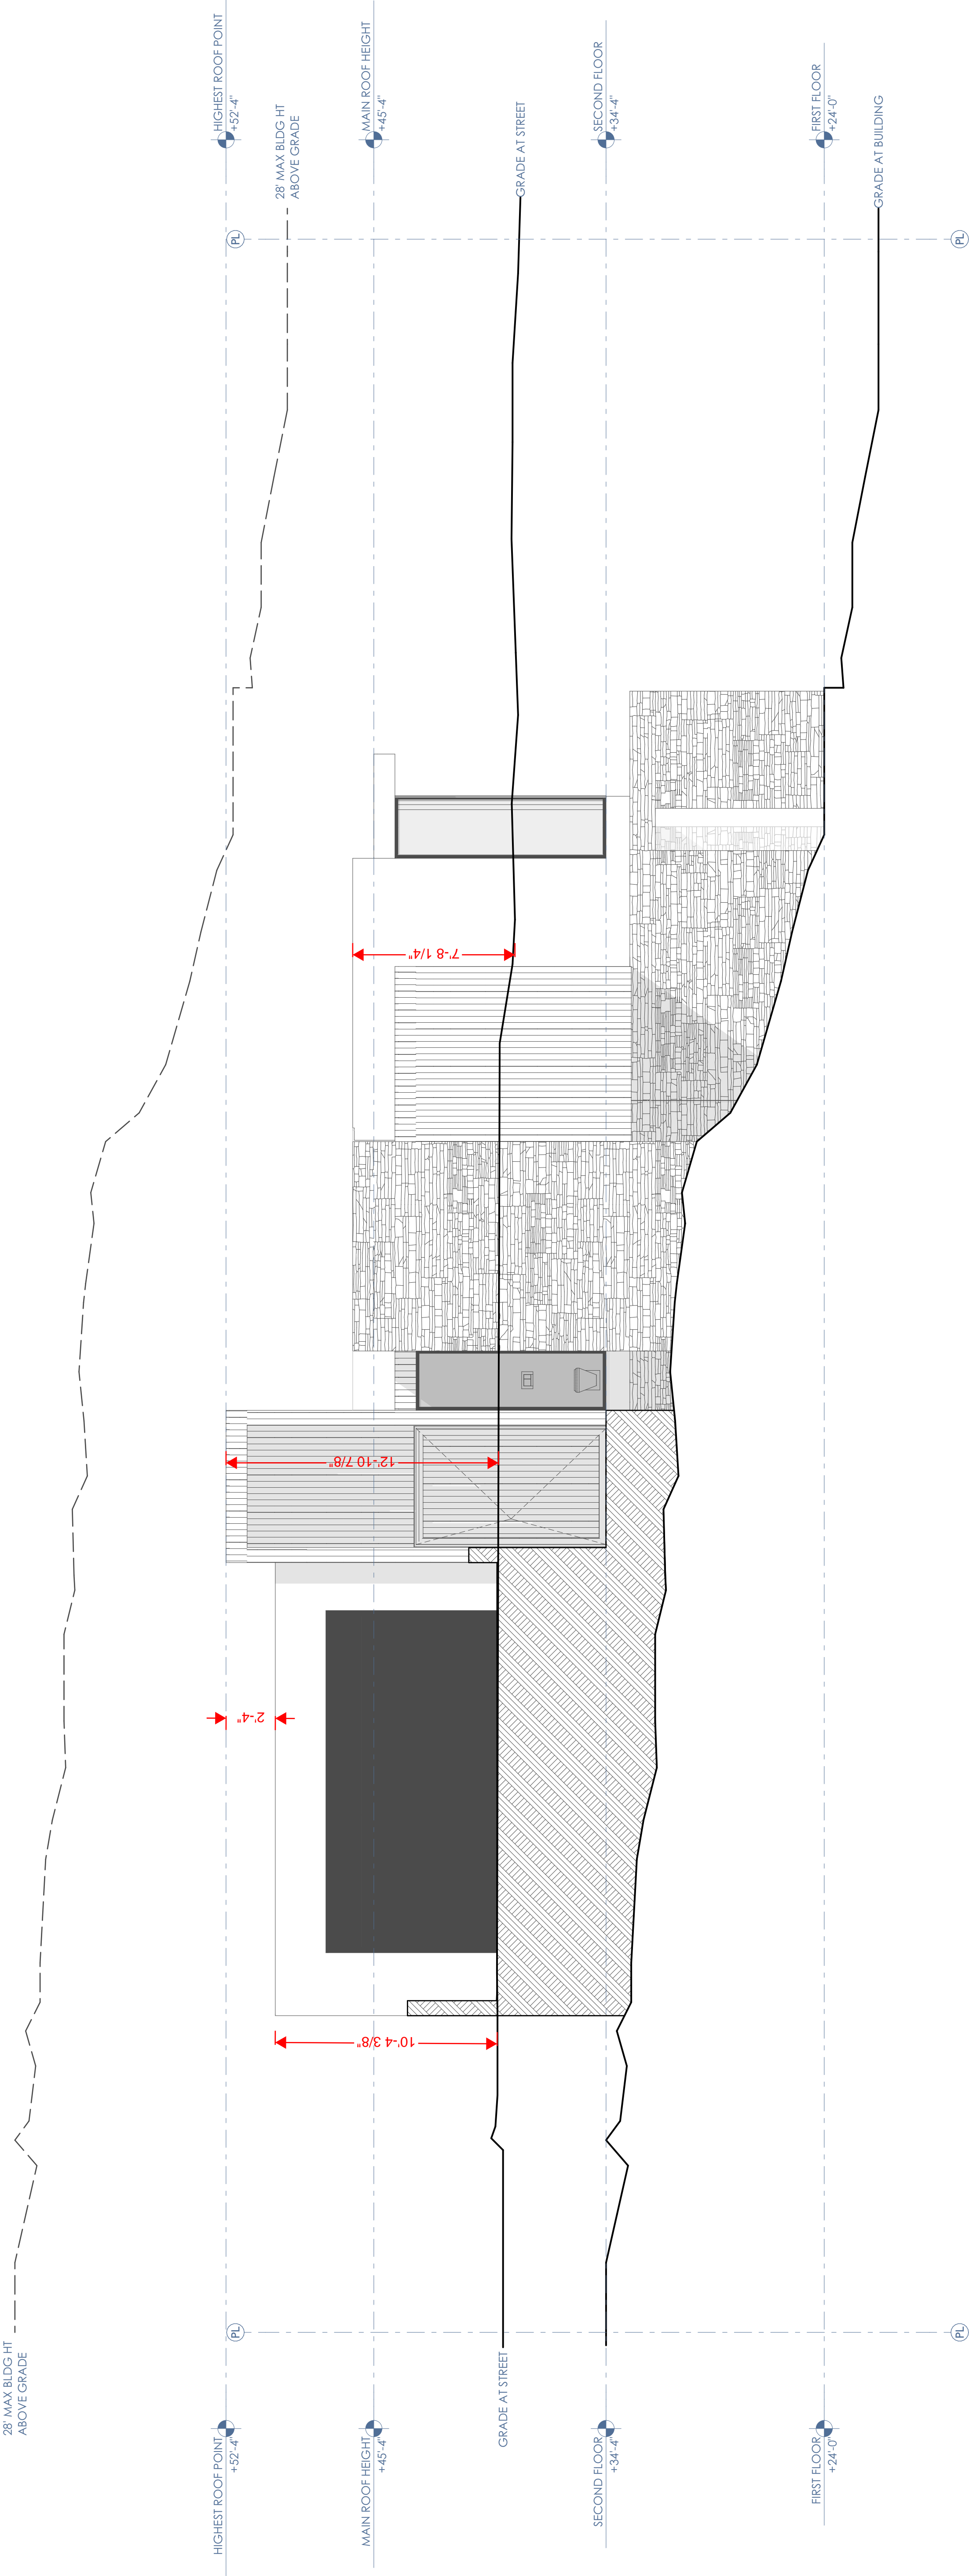 HIGHEST ROOF POINT
+52'-4"
28' MAX BLDG HT
ABOVE GRADE
MAIN ROOF HEIGHT
+45'-4"
GRADE AT STREET
SECOND FLOOR
+34'-4"
FIRST FLOOR
+24'-0"
GRADE AT BUILDING
PL
PL
7'-8 1/4"
12'-10 7/8"
2'-4"
10'-4 3/8"
PL
PL
28' MAX BLDG HT
ABOVE GRADE
HIGHEST ROOF POINT
+52'-4"
MAIN ROOF HEIGHT
+45'-4"
GRADE AT STREET
SECOND FLOOR
+34'-4"
FIRST FLOOR
+24'-0"